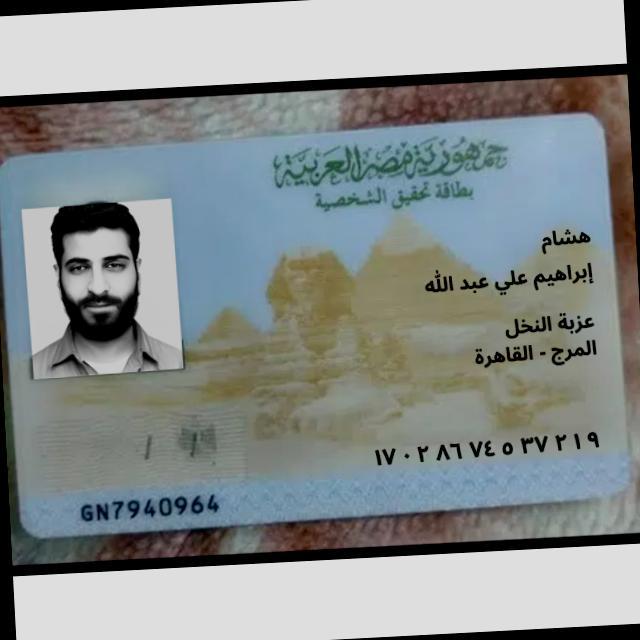 جمهورية مصر العربية
بطاقة تحقيق الشخصية
هشام
إبراهيم علي عبد الله
عزبة النخل
المرج - القاهرة
١٧٠٢٨٦٧٤٥٣٧٢١٩
GN7940964